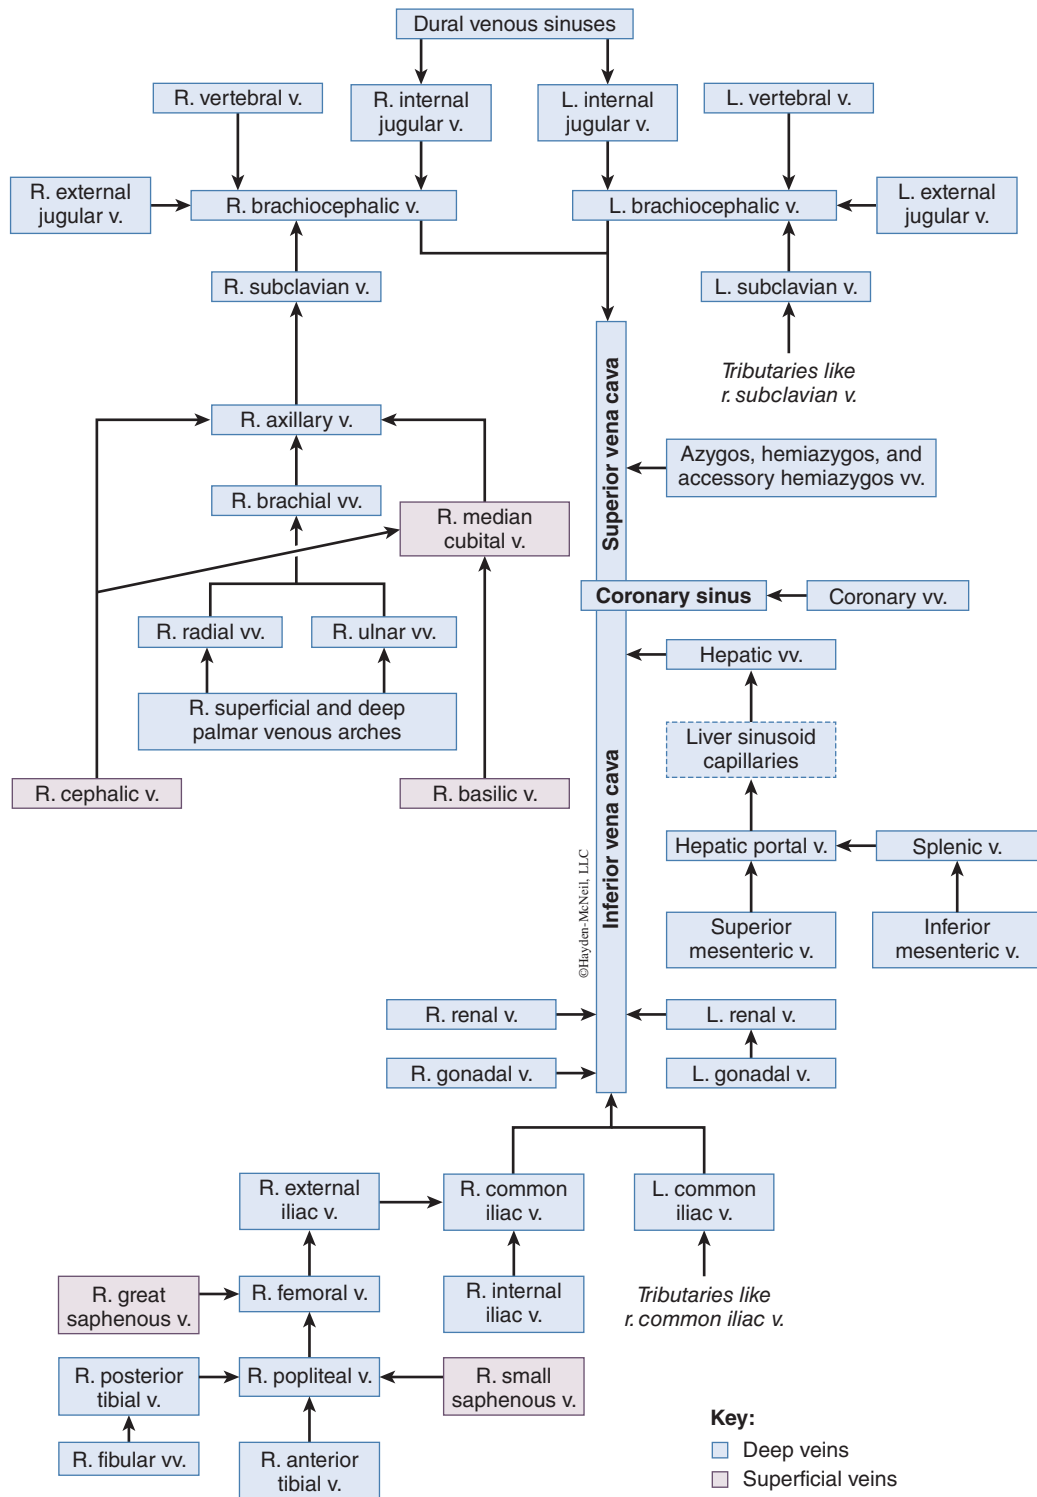 Dural venous sinuses
R. vertebral v.
R. internal
jugular v.
L. internal
jugular v.
L. vertebral v.
R. external
jugular v.
R. brachiocephalic v.
L. brachiocephalic v.
L. external
jugular v.
R. subclavian v.
L. subclavian v.
Tributaries like
r. subclavian v.
Superior vena cava
R. axillary v.
Azygos, hemiazygos, and
accessory hemiazygos vv.
R. brachial vv.
R. median
cubital v.
Coronary sinus
Coronary vv.
R. radial vv.
R. ulnar vv.
Hepatic vv.
R. superficial and deep
palmar venous arches
Liver sinusoid
capillaries
R. cephalic v.
R. basilic v.
Inferior vena cava
Hepatic portal v.
Splenic v.
©Hayden-McNeil, LLC
Superior
mesenteric v.
Inferior
mesenteric v.
R. renal v.
L. renal v.
R. gonadal v.
L. gonadal v.
R. external
iliac v.
R. common
iliac v.
L. common
iliac v.
R. great
saphenous v.
R. femoral v.
R. internal
iliac v.
Tributaries like
r. common iliac v.
R. posterior
tibial v.
R. popliteal v.
R. small
saphenous v.
R. fibular vv.
R. anterior
tibial v.
Key:
Deep veins
Superficial veins